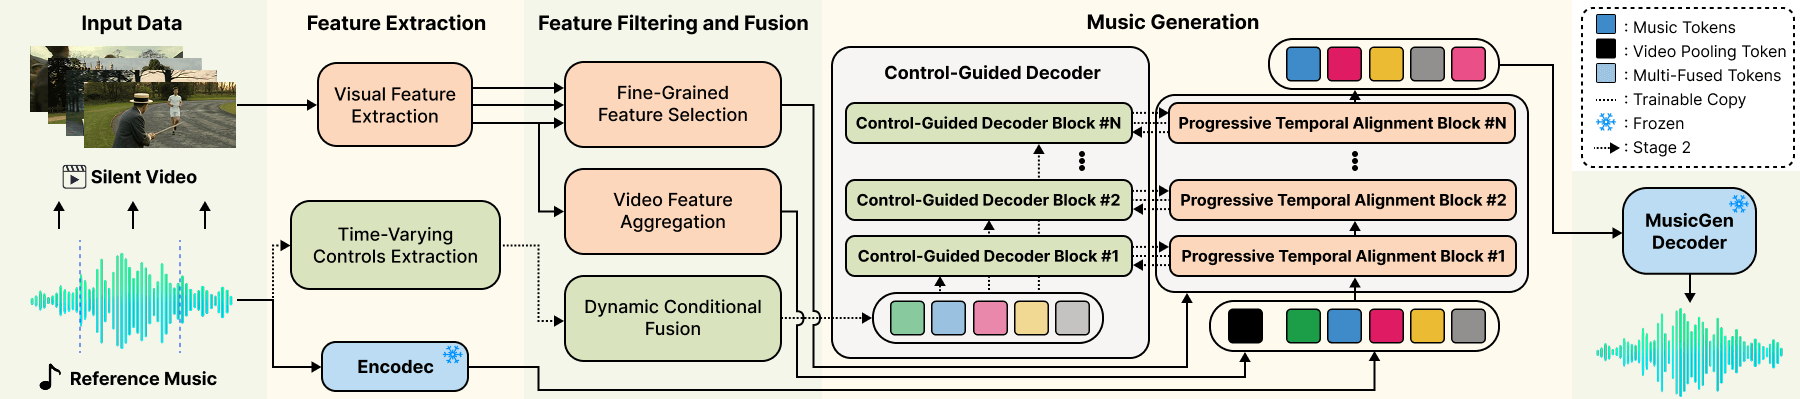 Input Data
Feature Extraction
Feature Filtering and Fusion
Music Generation
Silent Video
Reference Music
Visual Feature
Extraction
Time-Varying
Controls Extraction
Encodec
Fine-Grained
Feature Selection
Video Feature
Aggregation
Dynamic Conditional
Fusion
Control-Guided Decoder
Control-Guided Decoder Block #N
Control-Guided Decoder Block #2
Control-Guided Decoder Block #1
Progressive Temporal Alignment Block #N
Progressive Temporal Alignment Block #2
Progressive Temporal Alignment Block #1
: Music Tokens
: Video Pooling Token
: Multi-Fused Tokens
: Trainable Copy
: Frozen
: Stage 2
MusicGen
Decoder